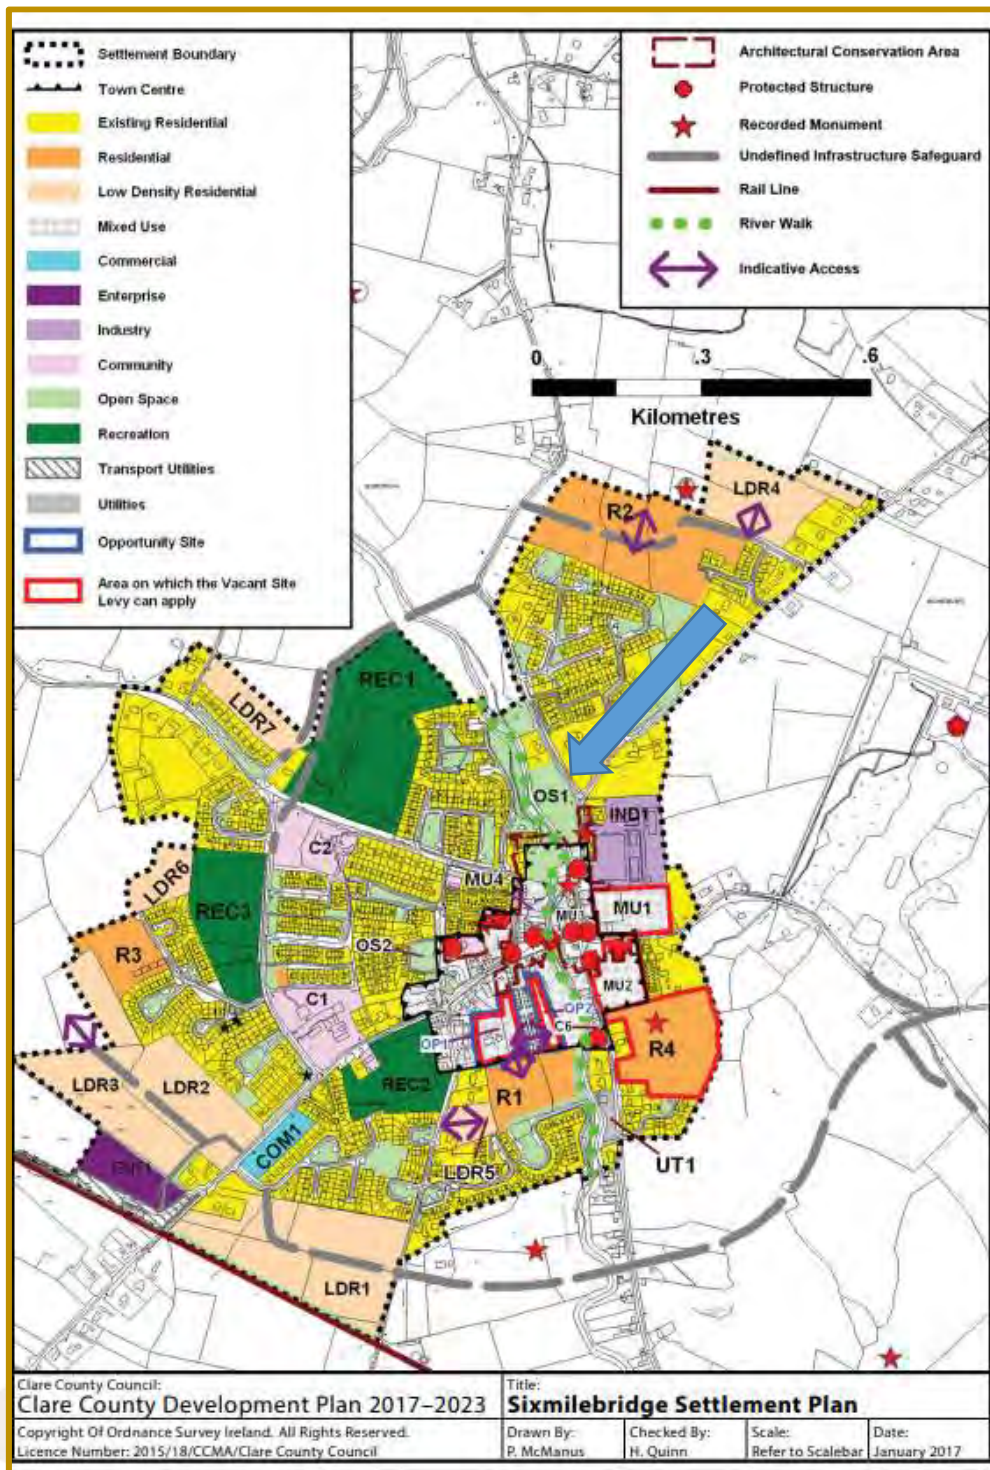 Settlement Boundary
Town Centre
Existing Residential
Residential
Low Density Residential
Mixed Use
Commercial
Enterprise
Industry
Community
Open Space
Recreation
Transport Utilities
Utilities
Opportunity Site
Area on which the Vacant Site
Levy can apply
Architectural Conservation Area
Protected Structure
Recorded Monument
Undefined Infrastructure Safeguard
Rail Line
River Walk
Indicative Access
0 .3 .6
Kilometres
LDR4
R2
REC1
LDR7
OS1
IND1
C2
MU4
LDR6
REC3
MU1
MU3
OS2
R3
MU2
C1
OP2
C6
OP1
R4
REC2
LDR3
LDR2
R1
COM1
ENT1
LDR5
UT1
LDR1
Clare County Council:
Clare County Development Plan 2017–2023
Title:
Sixmilebridge Settlement Plan
Copyright Of Ordnance Survey Ireland. All Rights Reserved.
Licence Number: 2015/18/CCMA/Clare County Council
Drawn By:
P. McManus
Checked By:
H. Quinn
Scale:
Refer to Scalebar
Date:
January 2017